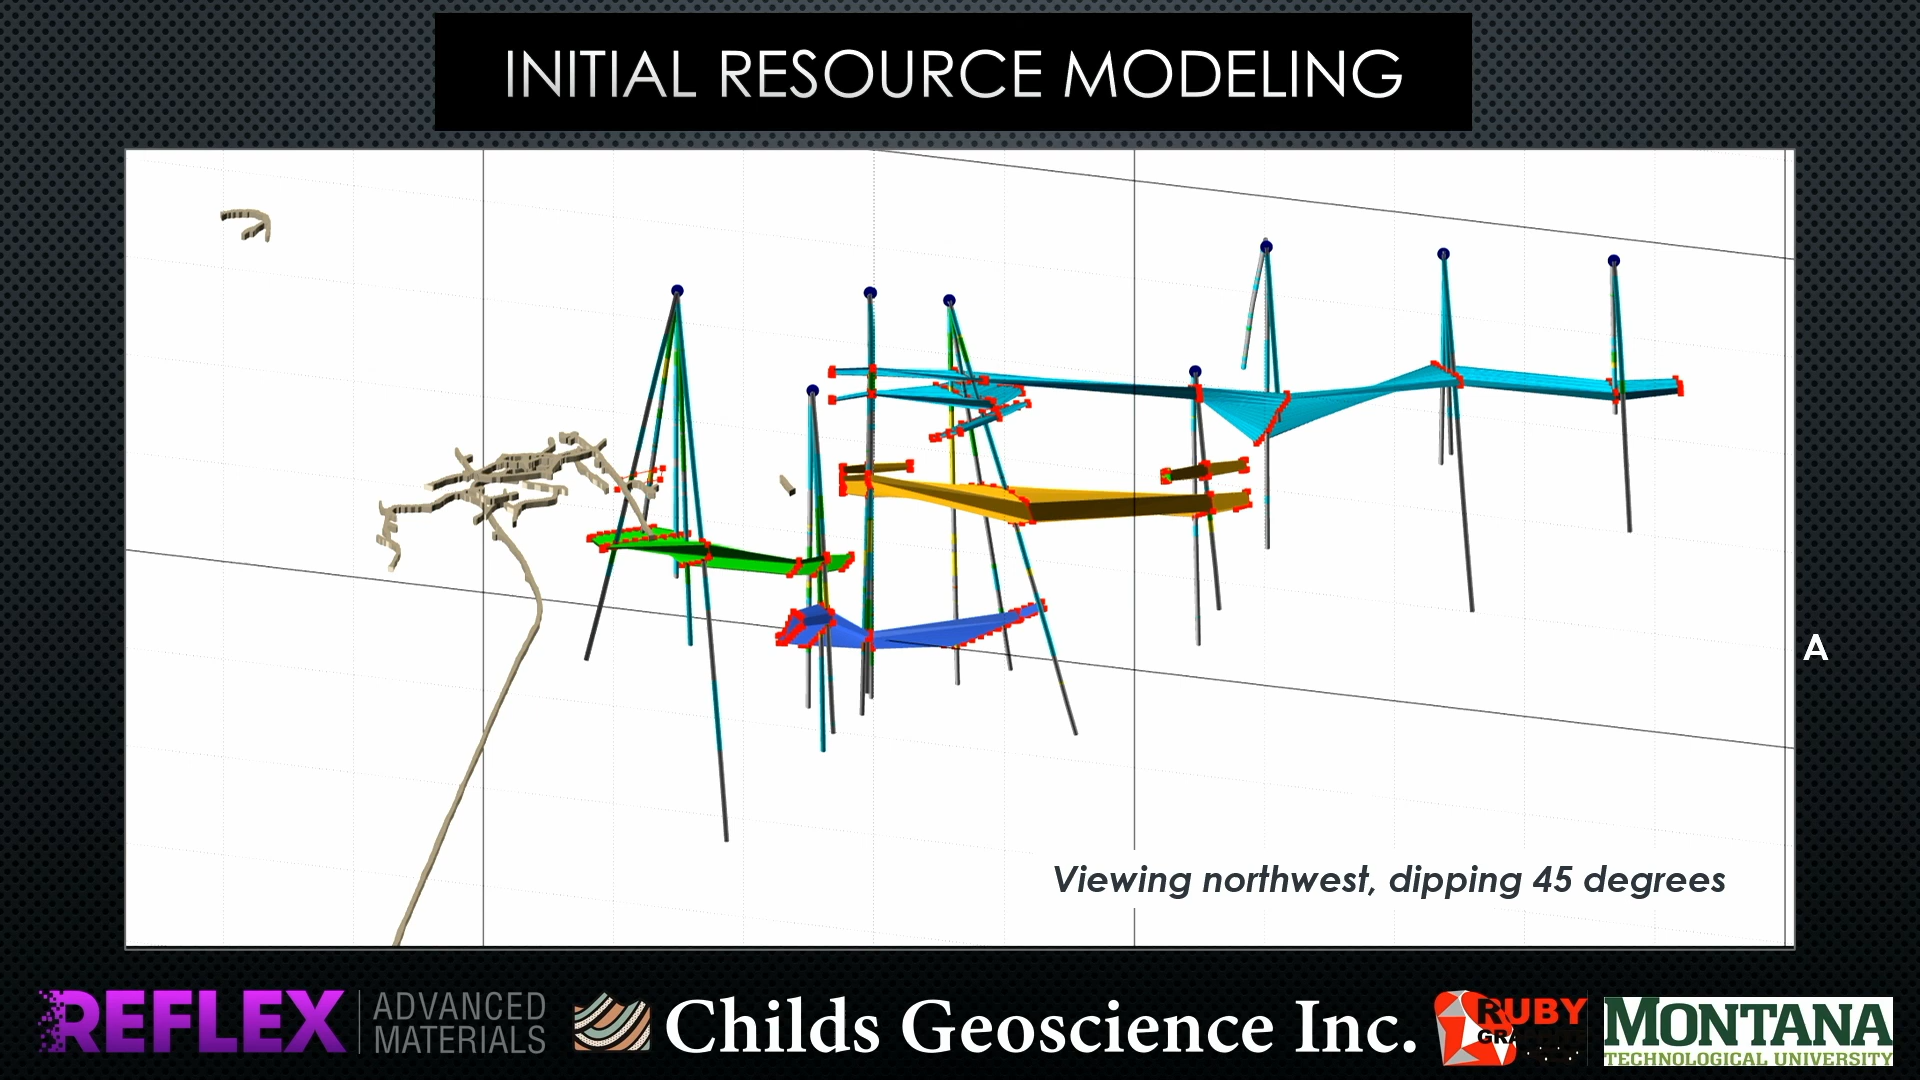 INITIAL RESOURCE MODELING
A
Viewing northwest, dipping 45 degrees
REFLEX
ADVANCED
MATERIALS
Childs Geoscience Inc.
RUBY
MONTANA
TECHNOLOGICAL UNIVERSITY